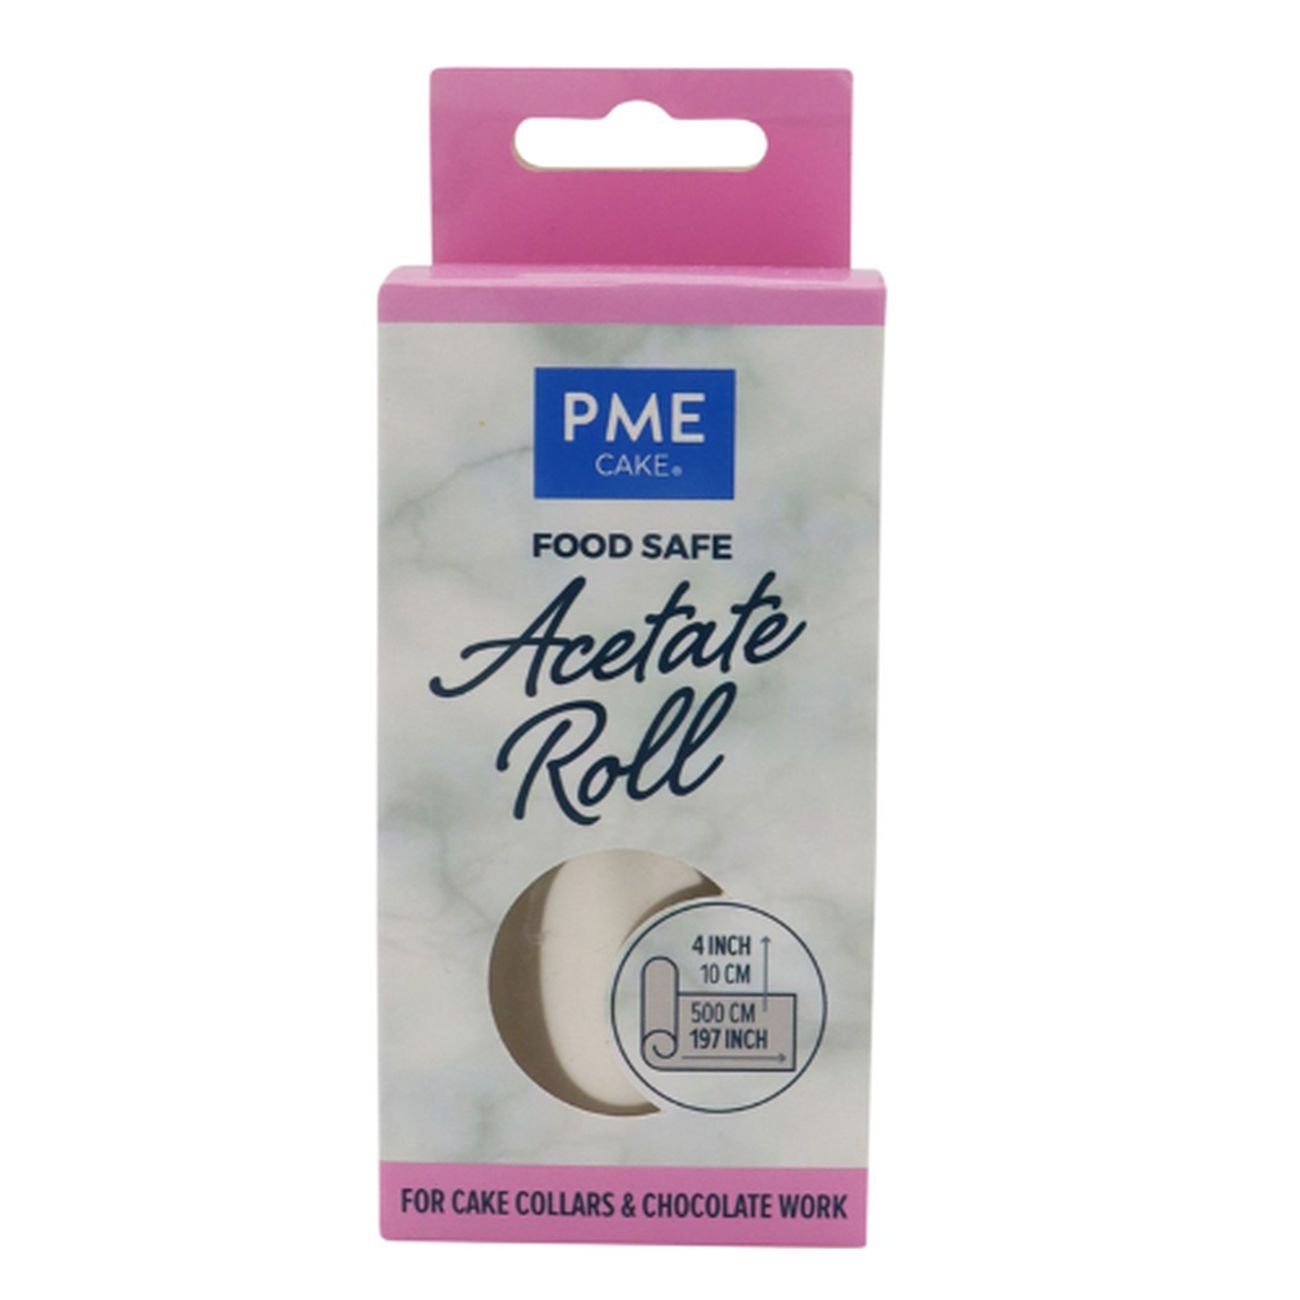 PME
CAKE®
FOOD SAFE
Acetate
Roll
4 INCH
10 CM
500 CM
197 INCH
FOR CAKE COLLARS & CHOCOLATE WORK